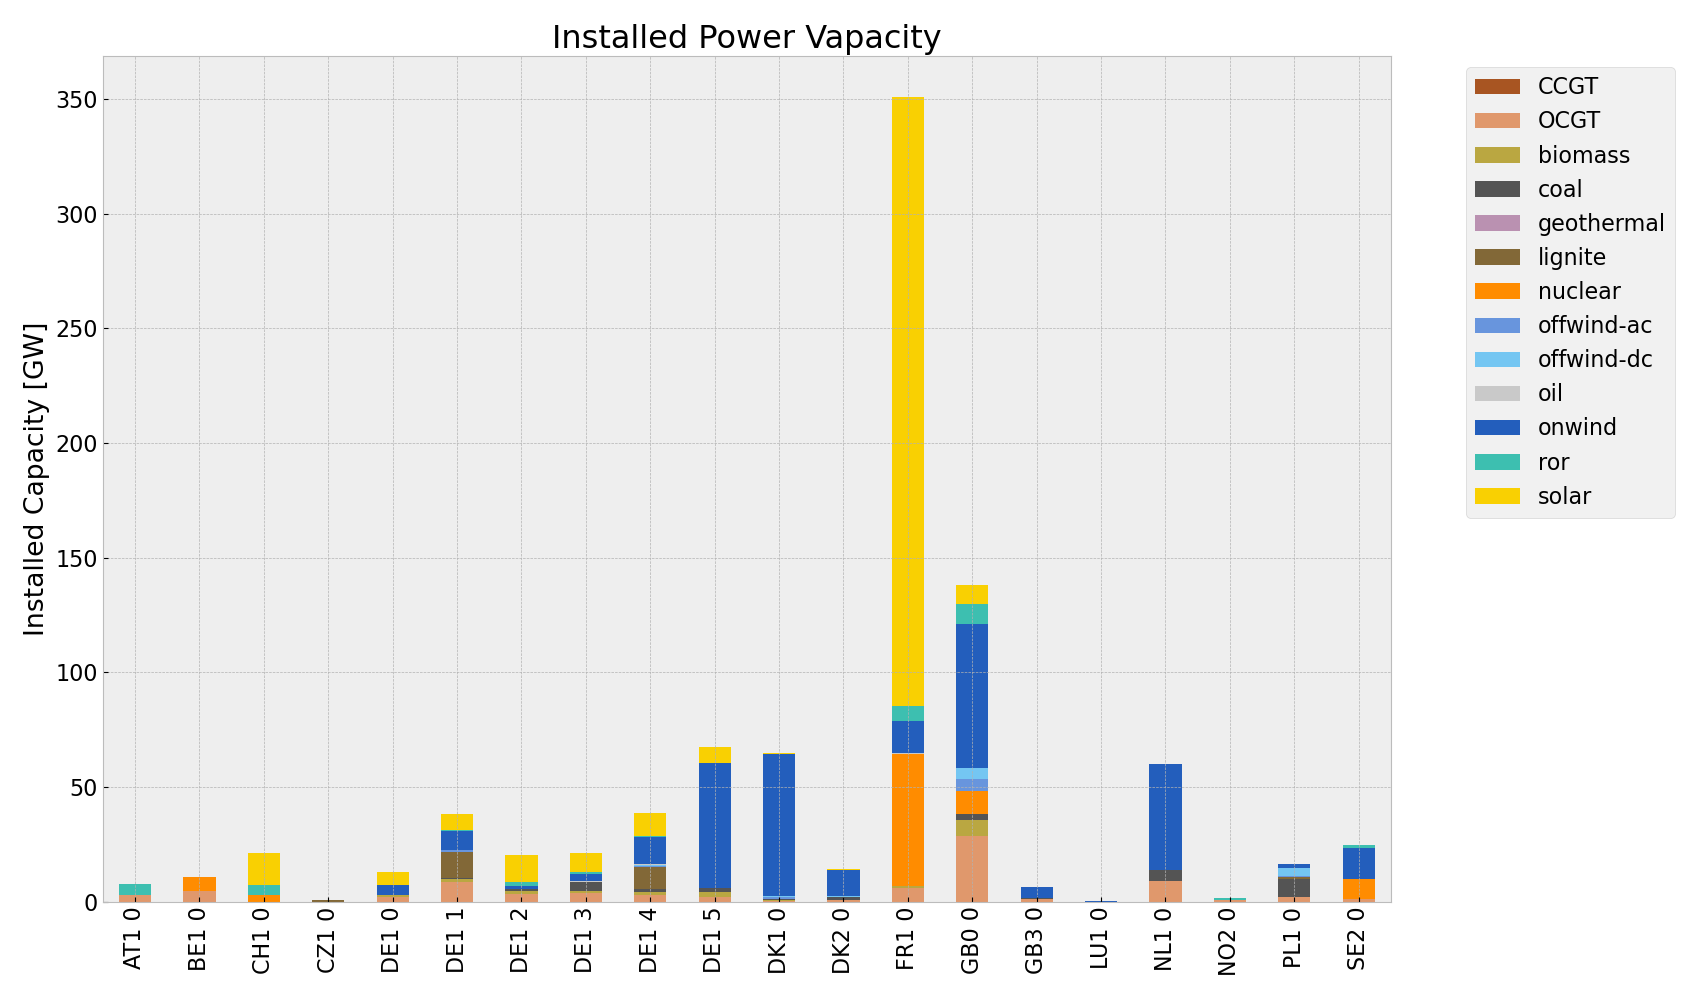 Installed Power Vapacity
Installed Capacity [GW]
350
300
250
200
150
100
50
0
AT1 0
BE1 0
CH1 0
CZ1 0
DE1 0
DE1 1
DE1 2
DE1 3
DE1 4
DE1 5
DK1 0
DK2 0
FR1 0
GB0 0
GB3 0
LU1 0
NL1 0
NO2 0
PL1 0
SE2 0
CCGT
OCGT
biomass
coal
geothermal
lignite
nuclear
offwind-ac
offwind-dc
oil
onwind
ror
solar